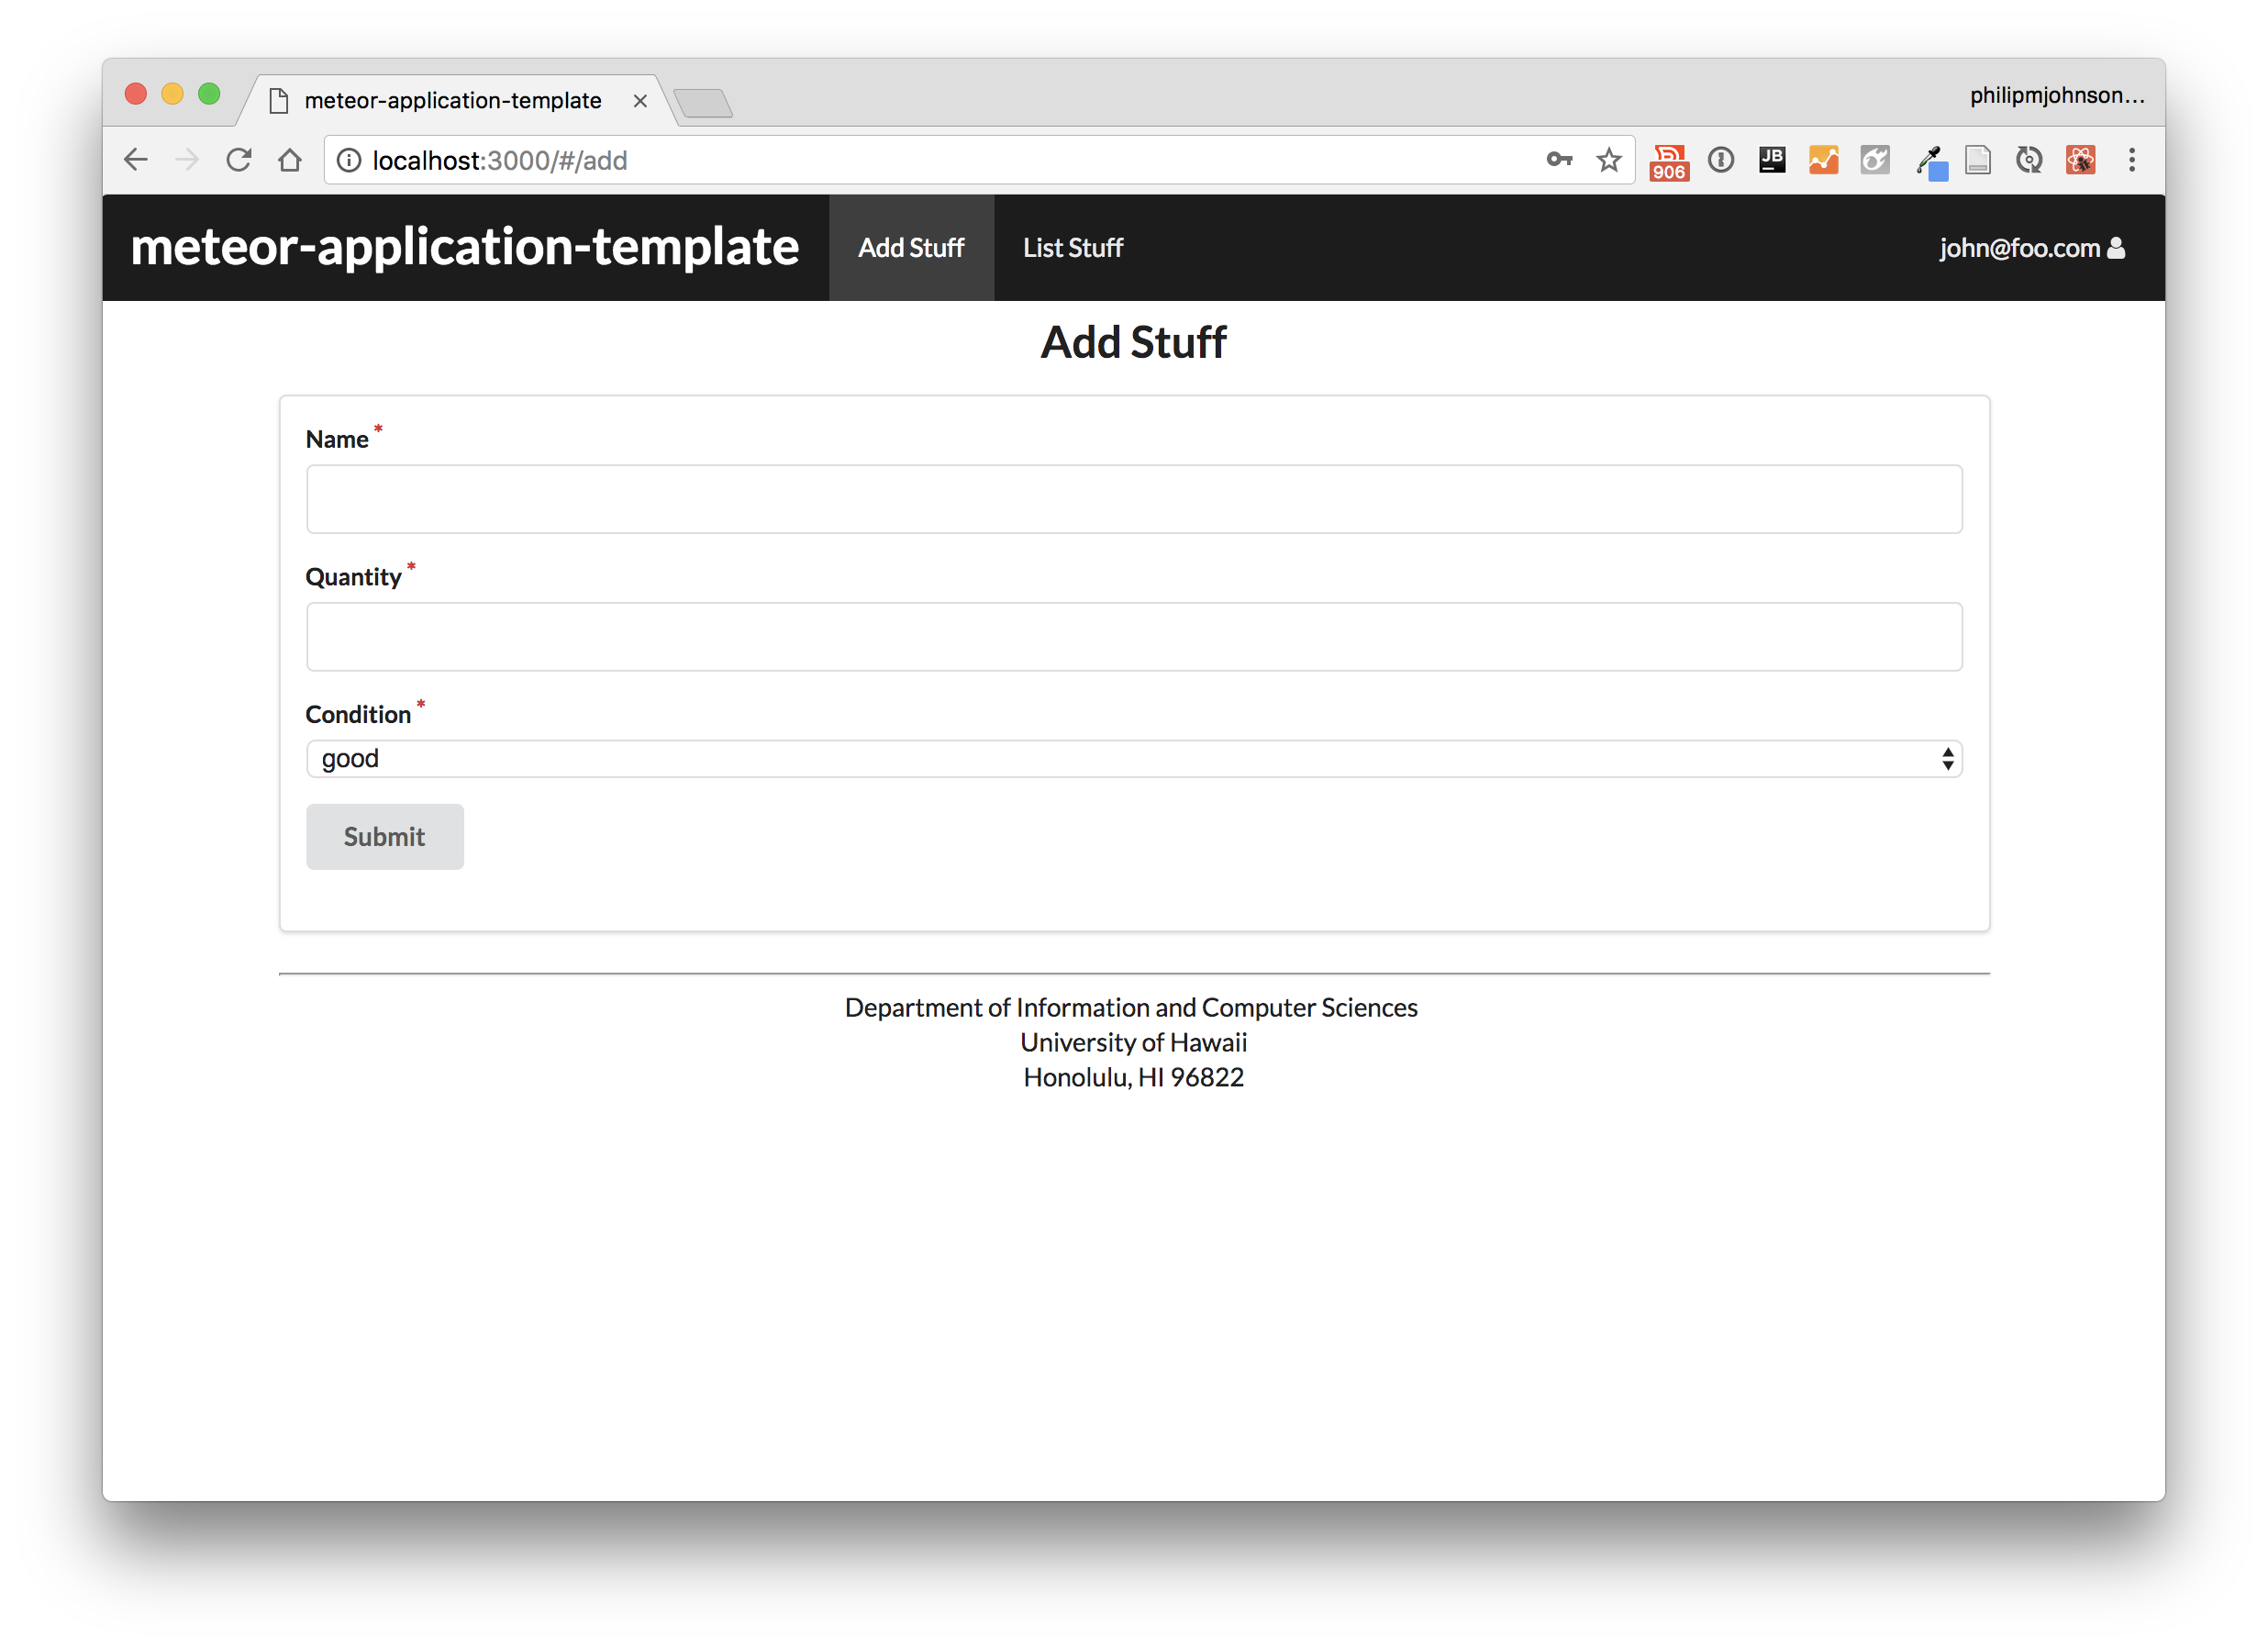 meteor-application-template
philipmjohnson...
localhost:3000/#/add
906
JB
meteor-application-template
Add Stuff
List Stuff
john@foo.com
Add Stuff
Name *
Quantity *
Condition *
good
Submit
Department of Information and Computer Sciences
University of Hawaii
Honolulu, HI 96822